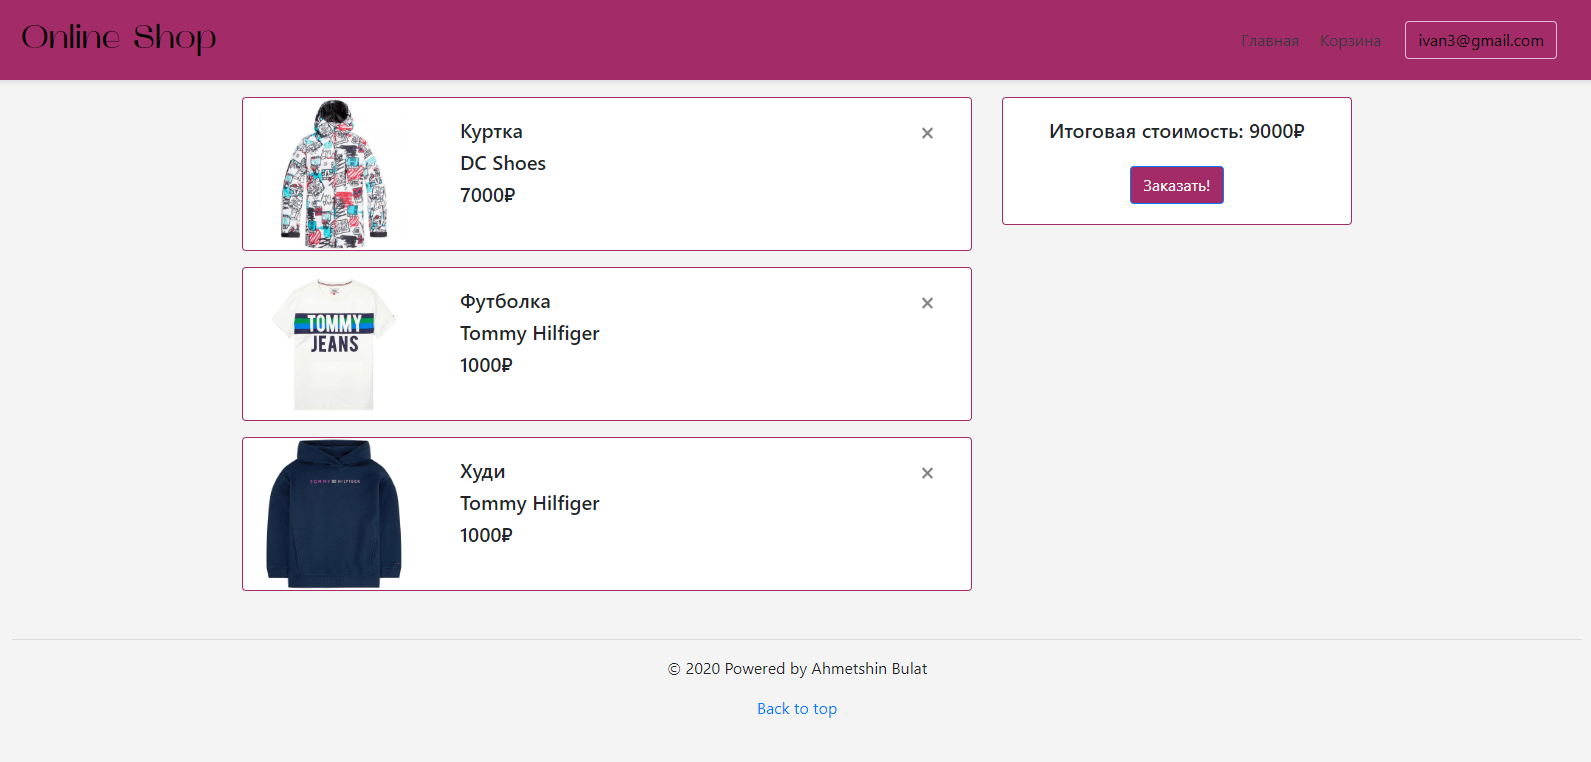 Online Shop
Главная
Корзина
ivan3@gmail.com
Куртка
×
DC Shoes
7000₽
Итоговая стоимость: 9000₽
Заказать!
Футболка
×
Tommy Hilfiger
1000₽
TOMMY
JEANS
Худи
×
Tommy Hilfiger
1000₽
TOMMY HILFIGER
© 2020 Powered by Ahmetshin Bulat
Back to top